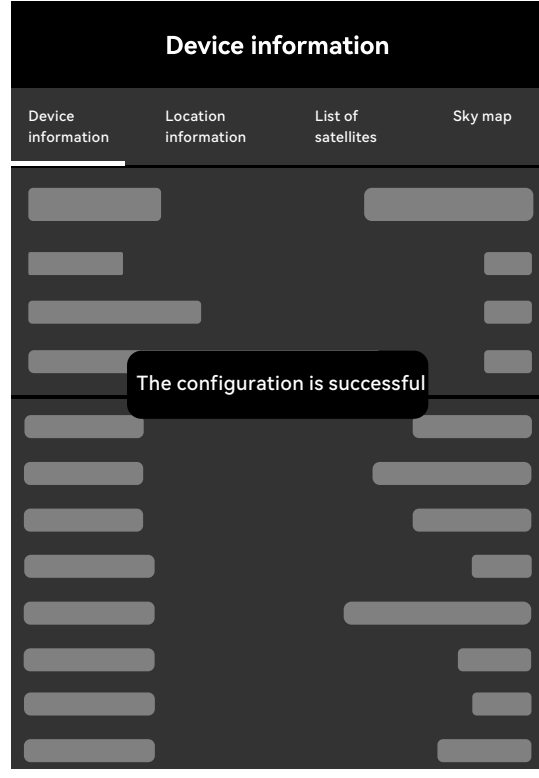 Device information
Device
information
Location
information
List of
satellites
Sky map
The configuration is successful